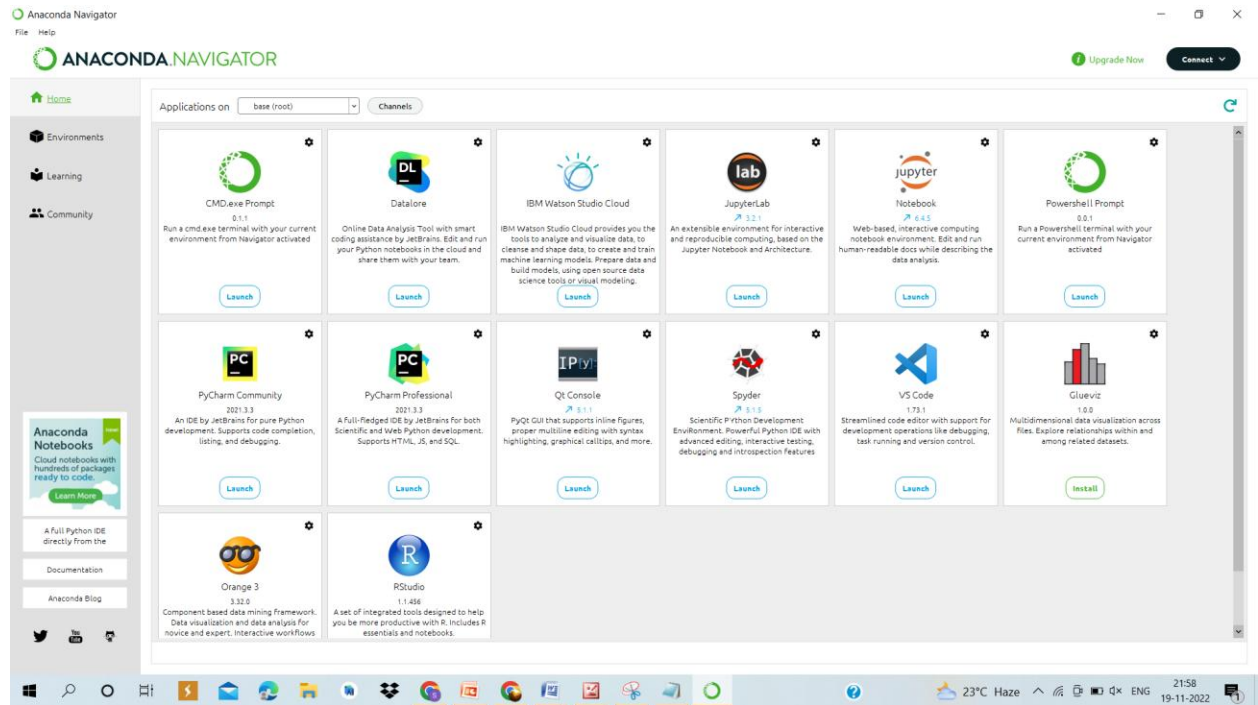 Anaconda Navigator
File Help
ANACONDA.NAVIGATOR
Upgrade Now
Connect
Home
Environments
Learning
Community
Applications on
base (root)
Channels
CMD.exe Prompt
0.1.1
Run a cmd.exe terminal with your current
environment from Navigator activated
Launch
DL
Datalore
Online Data Analysis Tool with smart
coding assistance by JetBrains. Edit and run
your Python notebooks in the cloud and
share them with your team.
Launch
IBM Watson Studio Cloud
IBM Watson Studio Cloud provides you the
tools to analyze and visualize data, to
cleanse and shape data, to create and train
machine learning models. Prepare data and
build models, using open source data
science tools or visual modeling.
Launch
lab
JupyterLab
3.2.1
An extensible environment for interactive
and reproducible computing, based on the
Jupyter Notebook and Architecture.
Launch
jupyter
Notebook
6.4.5
Web-based, interactive computing
notebook environment. Edit and run
human-readable docs while describing the
data analysis.
Launch
Powershell Prompt
0.0.1
Run a Powershell terminal with your
current environment from Navigator
activated
Launch
PC
PyCharm Community
2021.3.3
An IDE by JetBrains for pure Python
development. Supports code completion,
listing, and debugging.
Launch
PC
PyCharm Professional
2021.3.3
A full-fledged IDE by JetBrains for both
Scientific and Web Python development.
Supports HTML, JS, and SQL.
Launch
IP[y]:
Qt Console
5.1.1
PyQt GUI that supports inline figures,
proper multiline editing with syntax
highlighting, graphical calltips, and more.
Launch
Spyder
5.1.5
Scientific PYthon Development
EnviRonment. Powerful Python IDE with
advanced editing, interactive testing,
debugging and introspection features
Launch
VS Code
1.73.1
Streamlined code editor with support for
development operations like debugging,
task running and version control.
Launch
Glueviz
1.0.0
Multidimensional data visualization across
files. Explore relationships within and
among related datasets.
Install
Orange 3
3.32.0
Component based data mining framework.
Data visualization and data analysis for
novice and expert. Interactive workflows
R
RStudio
1.1.456
A set of integrated tools designed to help
you be more productive with R. Includes R
essentials and notebooks.
Anaconda
Notebooks
new!
Cloud notebooks with
hundreds of packages
ready to code.
Learn More
A Full Python IDE
directly from the
Documentation
Anaconda Blog
You
Tube
23°C Haze
ENG
21:58
19-11-2022
1